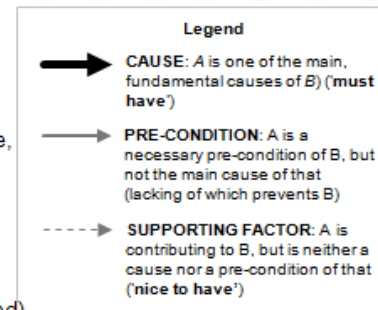 Legend
CAUSE: A is one of the main,
fundamental causes of B) ('must
have')
e,
PRE-CONDITION: A is a
necessary pre-condition of B, but
not the main cause of that
(lacking of which prevents B)
SUPPORTING FACTOR: A is
contributing to B, but is neither a
cause nor a pre-condition of that
('nice to have')